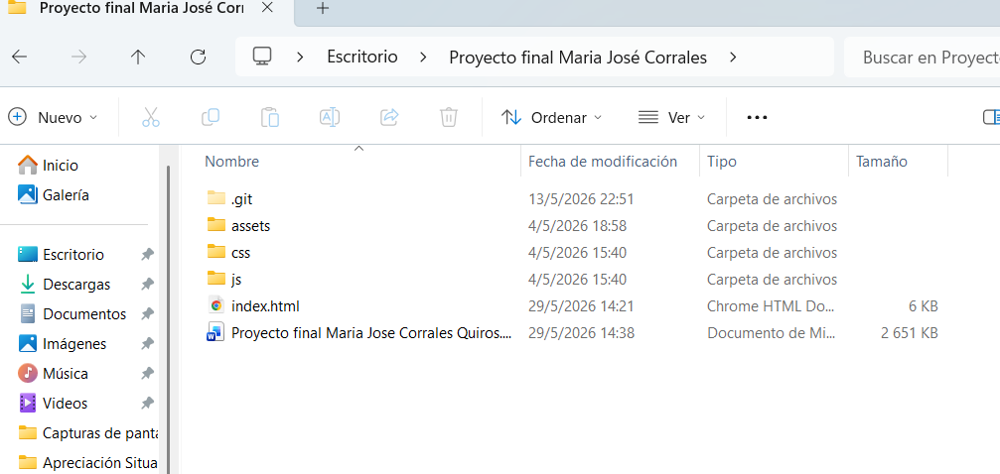 Proyecto final Maria José Corr
Escritorio Proyecto final Maria José Corrales Buscar en Proyecto
Nuevo Ordenar Ver
Nombre Fecha de modificación Tipo Tamaño
Inicio
Galería
Escritorio
Descargas
Documentos
Imágenes
Música
Videos
Capturas de panta
Apreciación Situa
.git 13/5/2026 22:51 Carpeta de archivos
assets 4/5/2026 18:58 Carpeta de archivos
css 4/5/2026 15:40 Carpeta de archivos
js 4/5/2026 15:40 Carpeta de archivos
index.html 29/5/2026 14:21 Chrome HTML Do... 6 KB
Proyecto final Maria Jose Corrales Quiros.... 29/5/2026 14:38 Documento de Mi... 2 651 KB